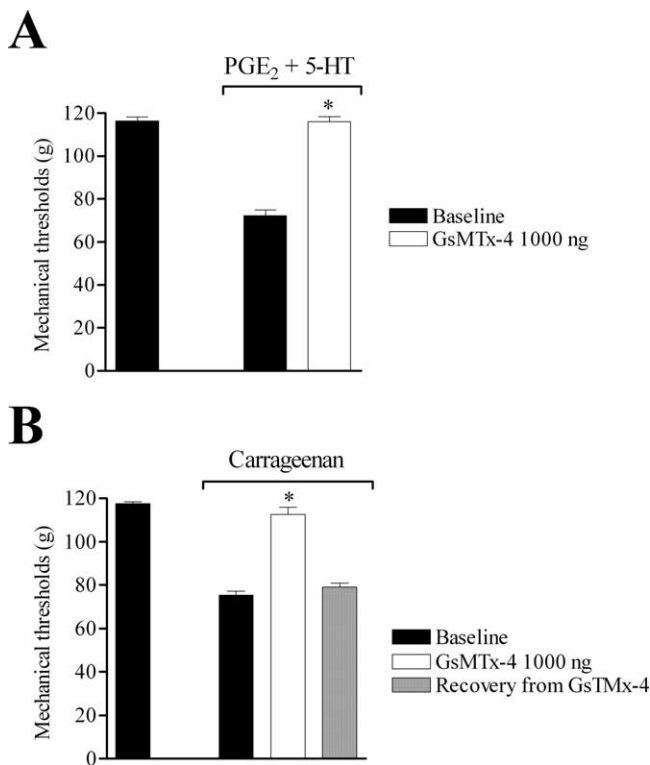 A
PGE₂ + 5-HT
*
Mechanical thresholds (g)
120
100
80
60
40
20
0
Baseline
GsMTx-4 1000 ng
B
Carrageenan
*
Mechanical thresholds (g)
120
100
80
60
40
20
0
Baseline
GsMTx-4 1000 ng
Recovery from GsTMx-4